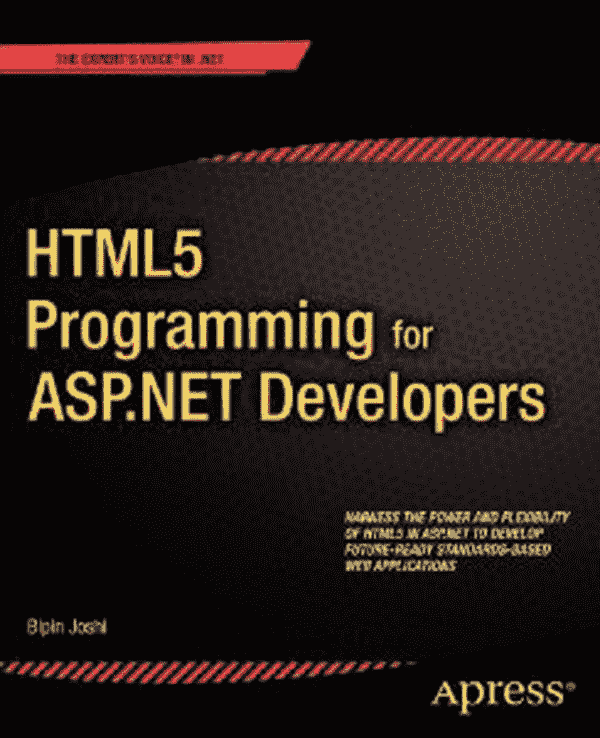 THE EXPERT'S VOICE® IN .NET
HTML5
Programming for
ASP.NET Developers
HARNESS THE POWER AND FLEXIBILITY
OF HTML5 IN ASP.NET TO DEVELOP
FUTURE-READY STANDARDS-BASED
WEB APPLICATIONS
Bipin Joshi
Apress®